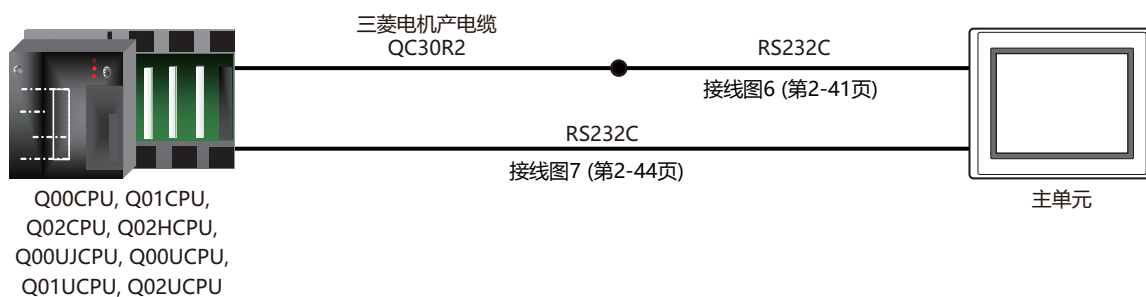 三菱电机产电缆
QC30R2
RS232C
接线图6 (第2-41页)
RS232C
接线图7 (第2-44页)
Q00CPU, Q01CPU,
Q02CPU, Q02HCPU,
Q00UJCPU, Q00UCPU,
Q01UCPU, Q02UCPU
主单元